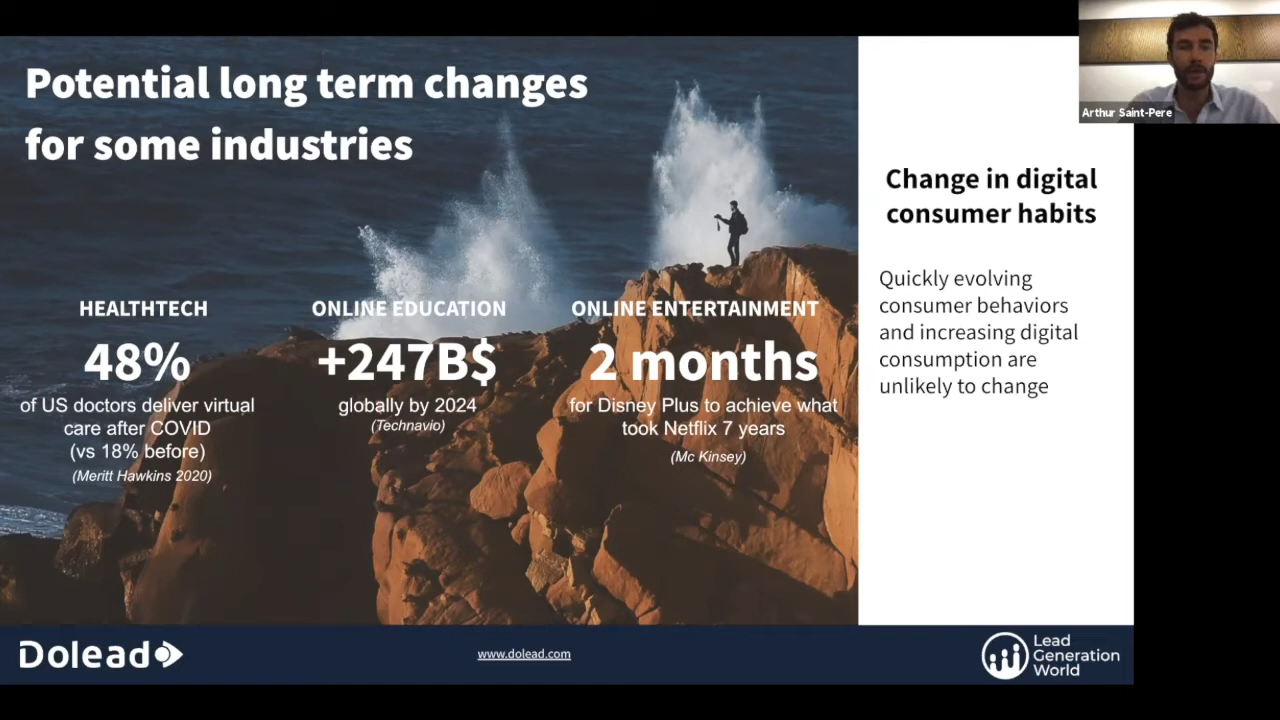 Potential long term changes
for some industries
HEALTHTECH
48%
of US doctors deliver virtual
care after COVID
(vs 18% before)
(Meritt Hawkins 2020)
ONLINE EDUCATION
+247B$
globally by 2024
(Technavio)
ONLINE ENTERTAINMENT
2 months
for Disney Plus to achieve what
took Netflix 7 years
(Mc Kinsey)
Change in digital
consumer habits
Quickly evolving
consumer behaviors
and increasing digital
consumption are
unlikely to change
Arthur Saint-Pere
Dolead
www.dolead.com
Lead
Generation
World